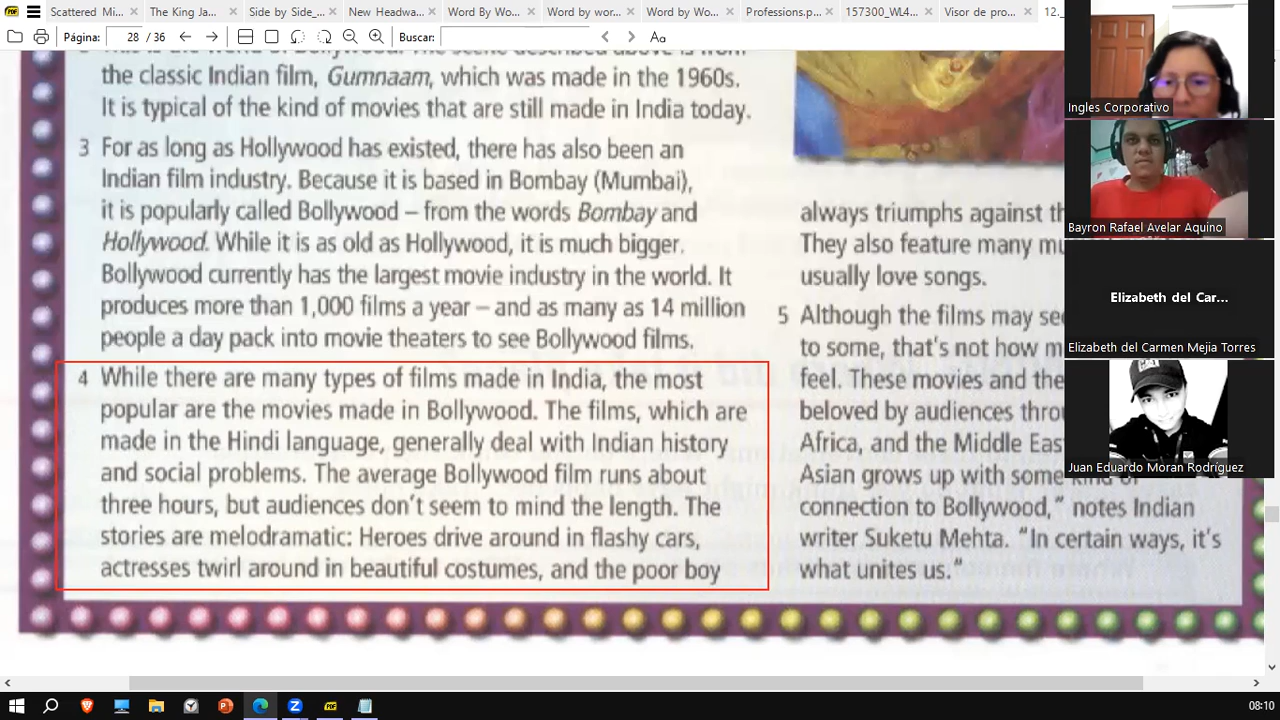 Scattered Mi...
The King Ja...
Side by Side_...
New Headwa...
Word By Wo...
Word by wor...
Word by Wo...
Professions.p...
157300_WL4...
Visor de pro...
12._
Página: 28 / 36
Buscar:
Aa
the classic Indian film, Gumnaam, which was made in the 1960s.
It is typical of the kind of movies that are still made in India today.
3 For as long as Hollywood has existed, there has also been an
Indian film industry. Because it is based in Bombay (Mumbai),
it is popularly called Bollywood – from the words Bombay and
Hollywood. While it is as old as Hollywood, it is much bigger.
Bollywood currently has the largest movie industry in the world. It
produces more than 1,000 films a year – and as many as 14 million
people a day pack into movie theaters to see Bollywood films.
4 While there are many types of films made in India, the most
popular are the movies made in Bollywood. The films, which are
made in the Hindi language, generally deal with Indian history
and social problems. The average Bollywood film runs about
three hours, but audiences don't seem to mind the length. The
stories are melodramatic: Heroes drive around in flashy cars,
actresses twirl around in beautiful costumes, and the poor boy
always triumphs against th
They also feature many mu
usually love songs.
5 Although the films may se
to some, that's not how m
feel. These movies and the
beloved by audiences throu
Africa, and the Middle Eas
Asian grows up with some kind of
connection to Bollywood," notes Indian
writer Suketu Mehta. "In certain ways, it's
what unites us."
Ingles Corporativo
Bayron Rafael Avelar Aquino
Elizabeth del Car...
Elizabeth del Carmen Mejia Torres
Juan Eduardo Moran Rodríguez
08:10